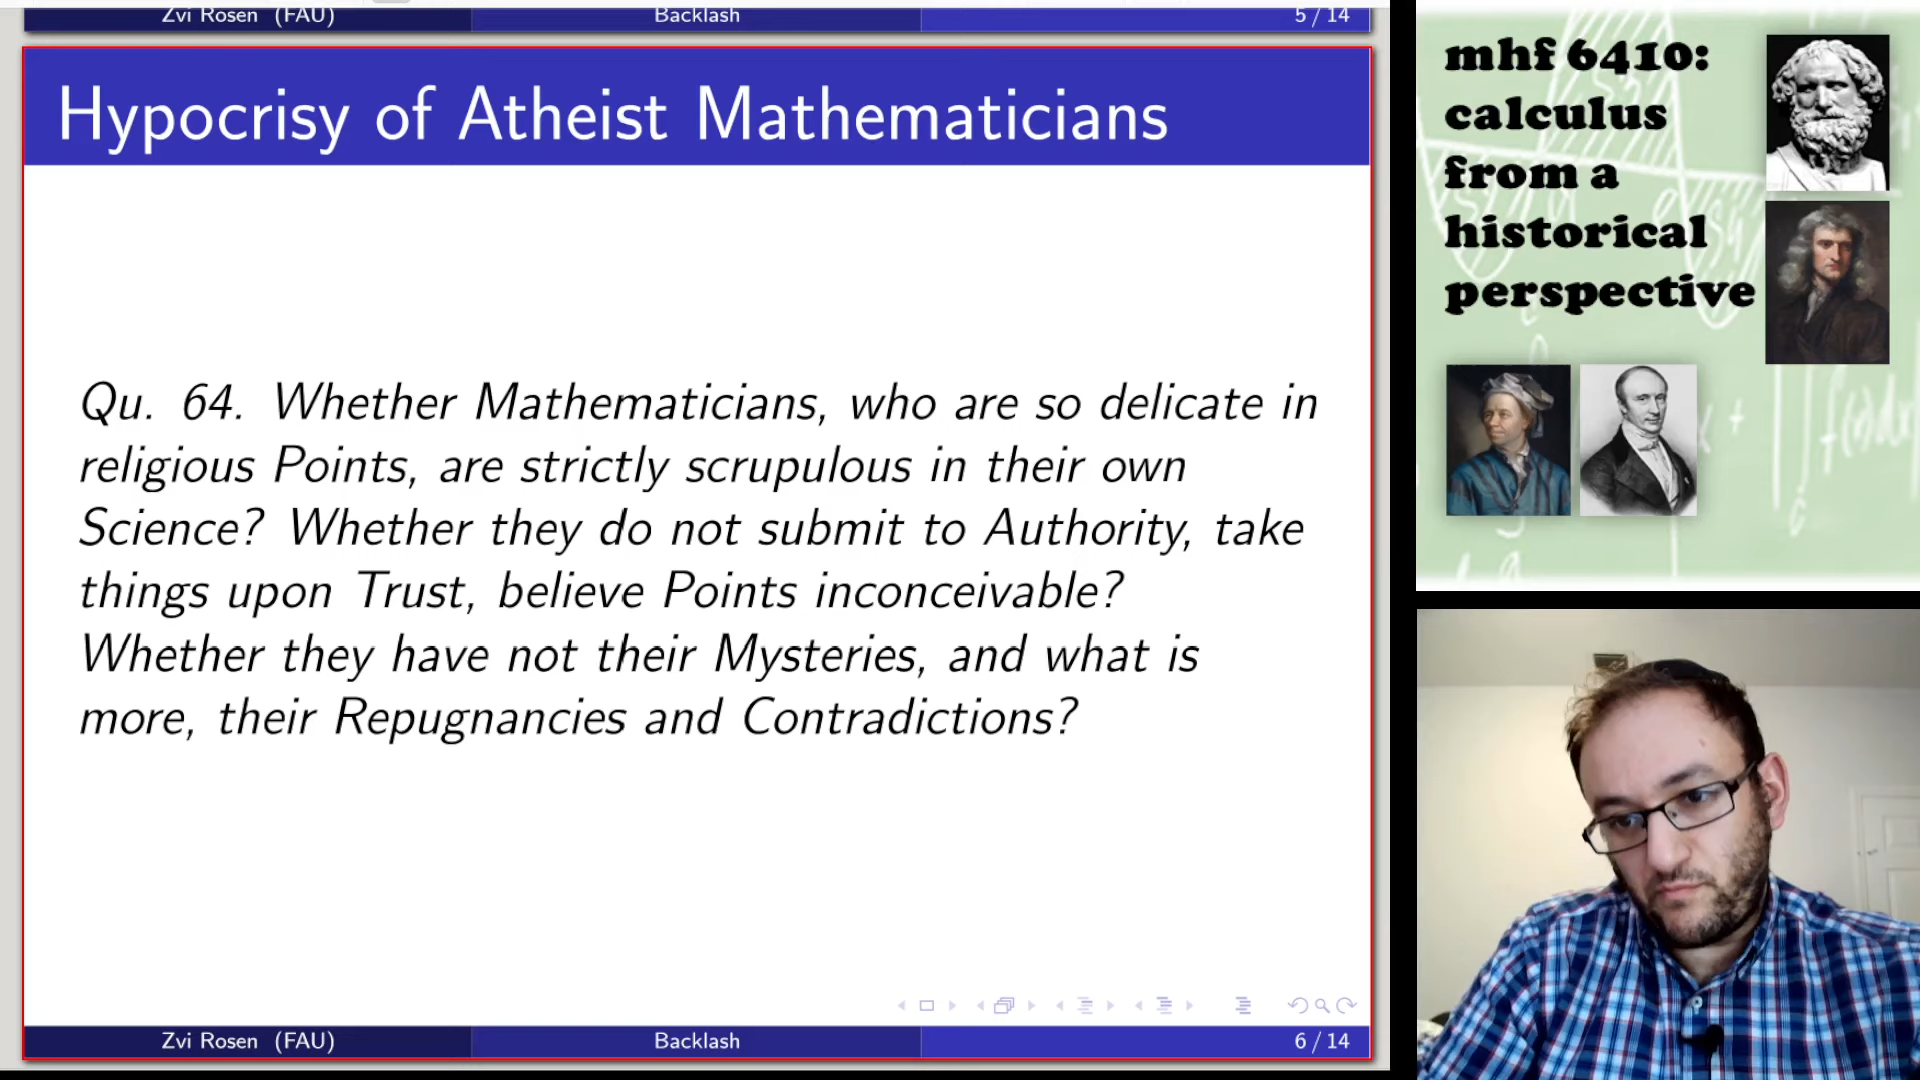 Zvi Rosen (FAU) Backlash 5 / 14
Hypocrisy of Atheist Mathematicians
Qu. 64. Whether Mathematicians, who are so delicate in
religious Points, are strictly scrupulous in their own
Science? Whether they do not submit to Authority, take
things upon Trust, believe Points inconceivable?
Whether they have not their Mysteries, and what is
more, their Repugnancies and Contradictions?
Zvi Rosen (FAU) Backlash 6 / 14
mhf 6410:
calculus
from a
historical
perspective